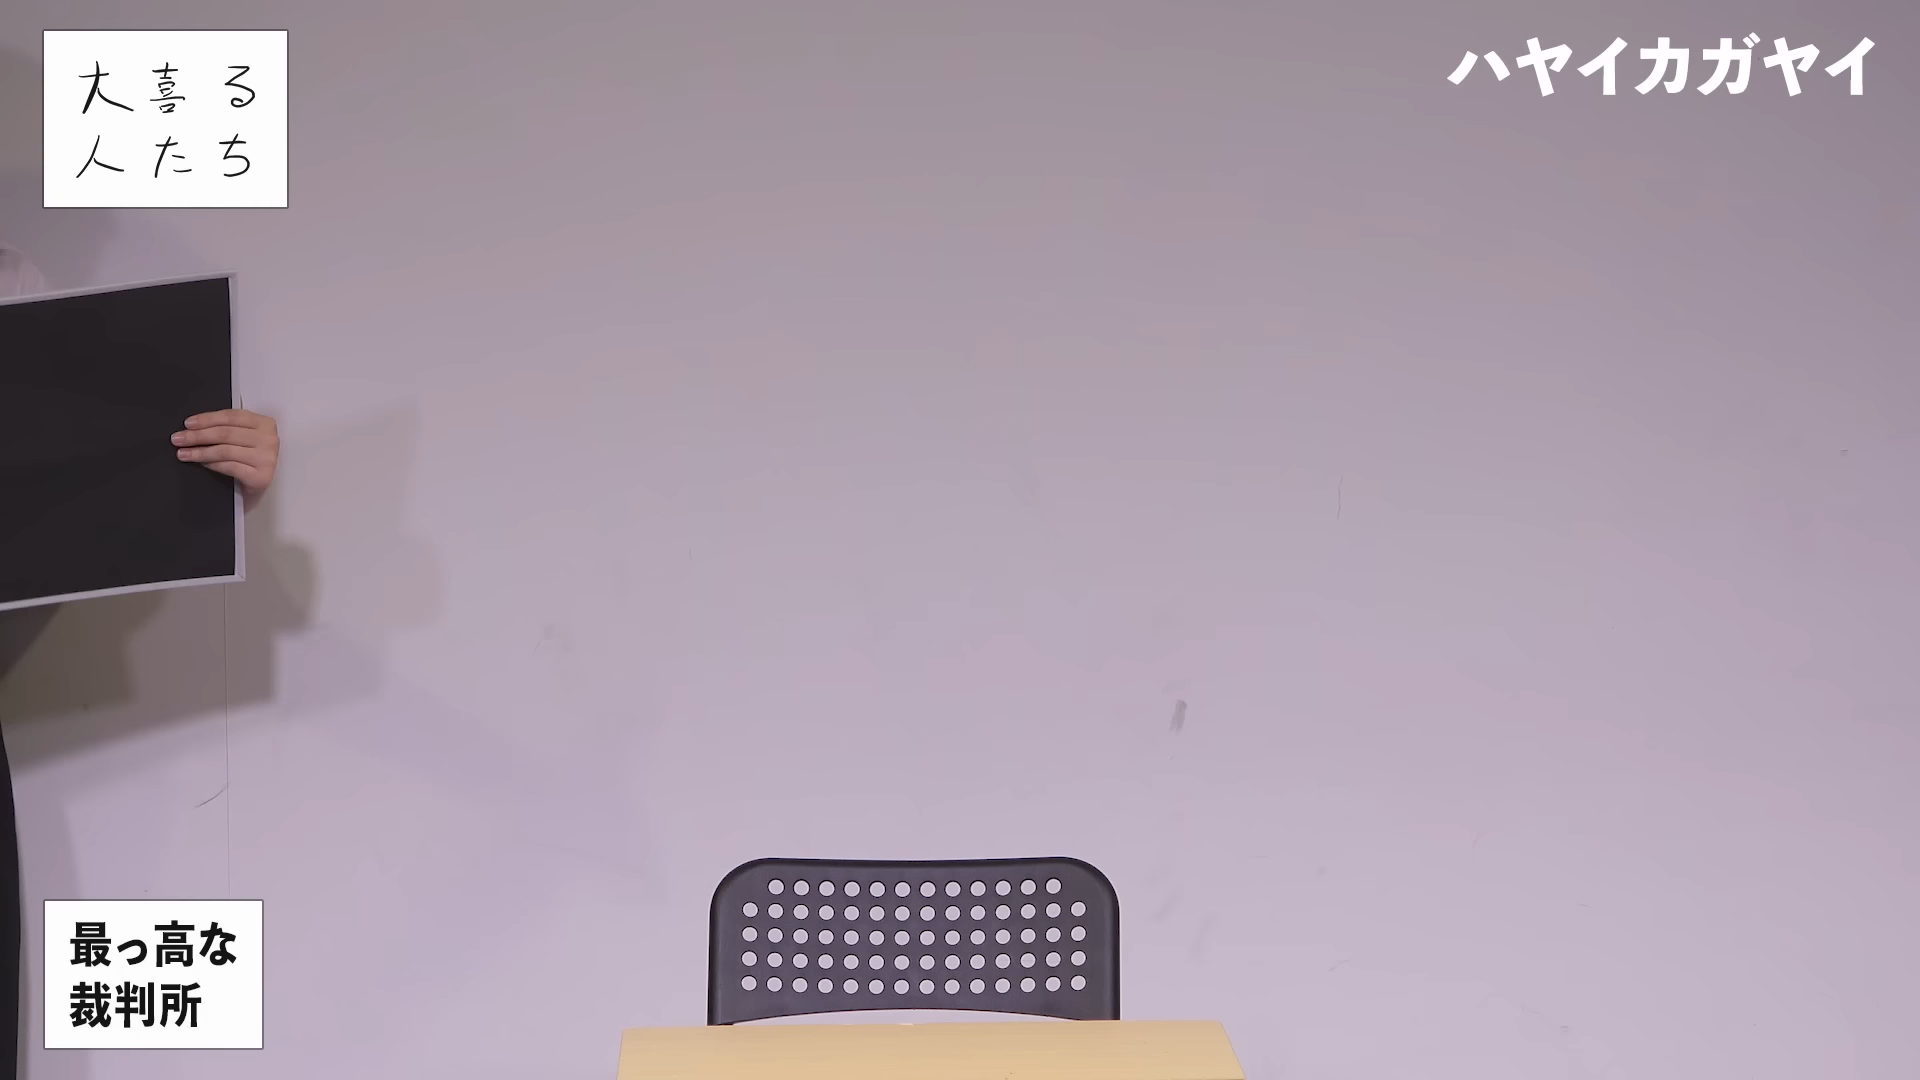 大喜る
人たち
ハヤイカガヤイ
最っ高な
裁判所